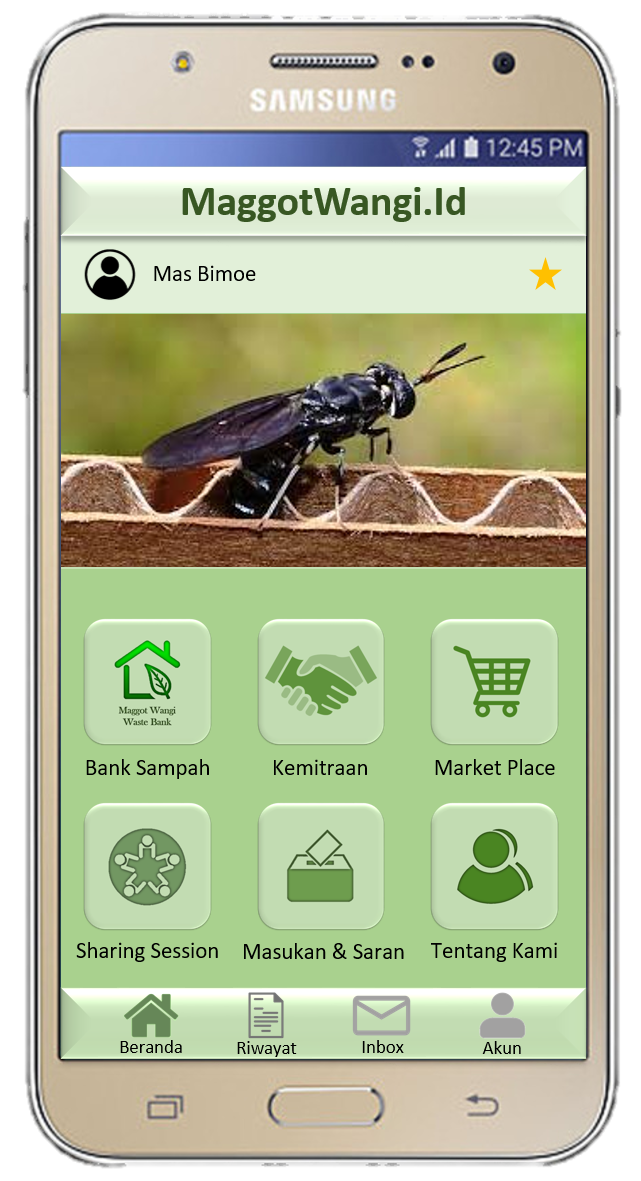 SAMSUNG
12:45 PM
MaggotWangi.Id
Mas Bimoe
Maggot Wangi
Waste Bank
Bank Sampah
Kemitraan
Market Place
Sharing Session
Masukan & Saran
Tentang Kami
Beranda
Riwayat
Inbox
Akun